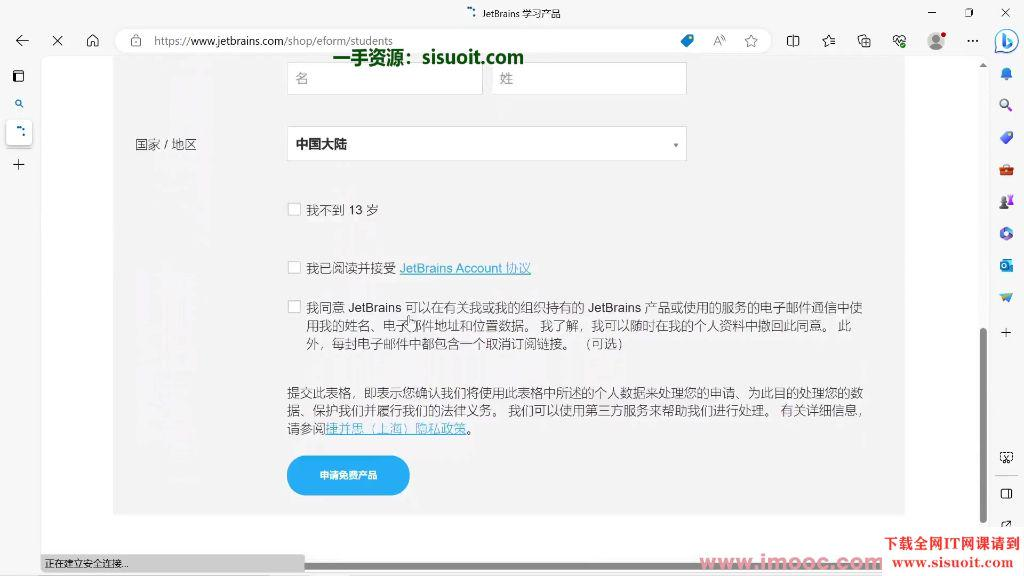 JetBrains 学习产品
https://www.jetbrains.com/shop/eform/students
一手资源：sisuoit.com
名
姓
国家 / 地区
中国大陆
我不到 13 岁
我已阅读并接受 JetBrains Account 协议
我同意 JetBrains 可以在有关我或我的组织持有的 JetBrains 产品或使用的服务的电子邮件通信中使
用我的姓名、电子邮件地址和位置数据。 我了解，我可以随时在我的个人资料中撤回此同意。 此
外，每封电子邮件中都包含一个取消订阅链接。 （可选）
提交此表格，即表示您确认我们将使用此表格中所述的个人数据来处理您的申请、为此目的处理您的数
据、保护我们并履行我们的法律义务。 我们可以使用第三方服务来帮助我们进行处理。 有关详细信息，
请参阅捷并思（上海）隐私政策。
申请免费产品
正在建立安全连接...
下载全网IT网课请到
www.imooc.com
www.sisuoit.com